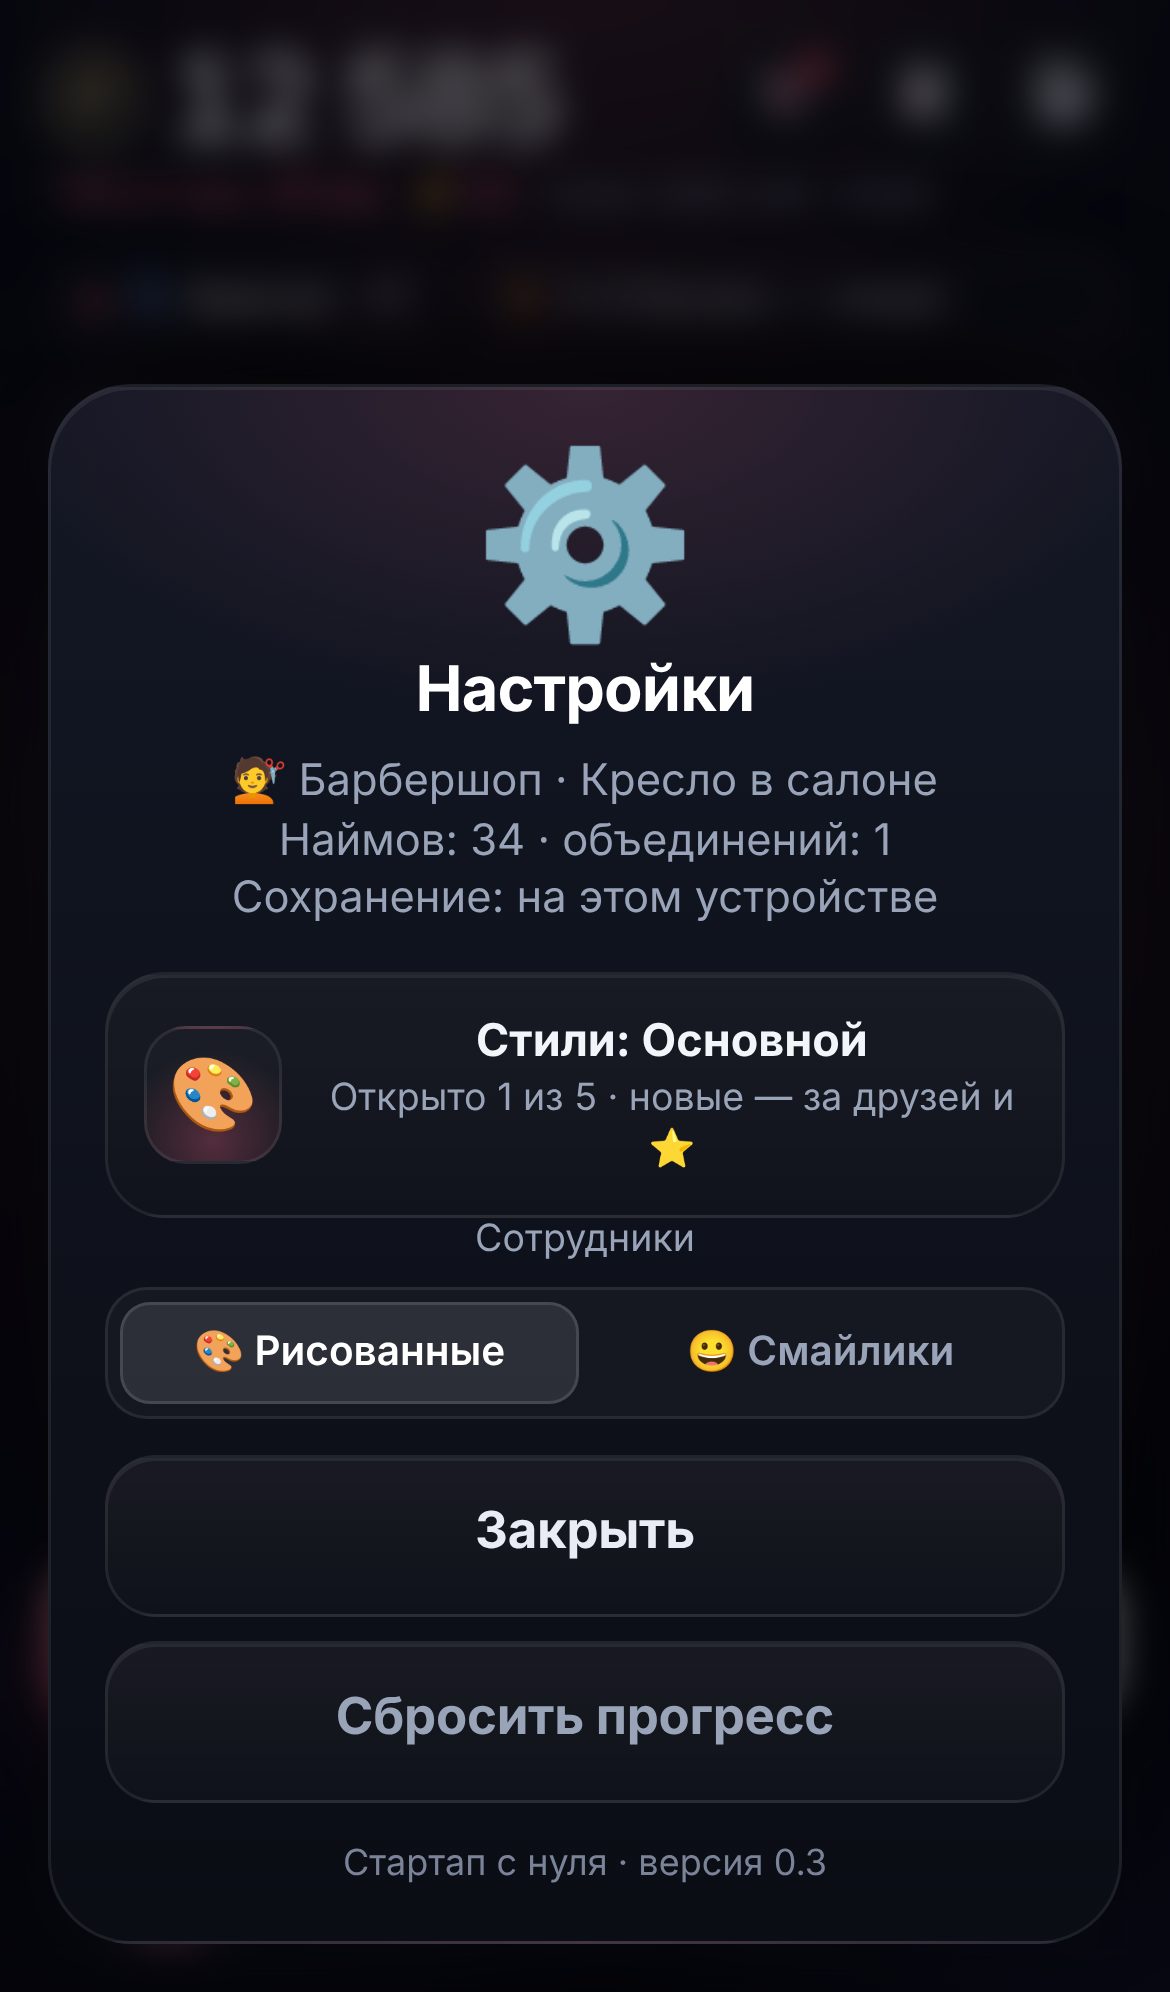 Настройки
Барбершоп · Кресло в салоне
Наймов: 34 · объединений: 1
Сохранение: на этом устройстве
Стили: Основной
Открыто 1 из 5 · новые — за друзей и
⭐
Сотрудники
🎨 Рисованные
😀 Смайлики
Закрыть
Сбросить прогресс
Стартап с нуля · версия 0.3